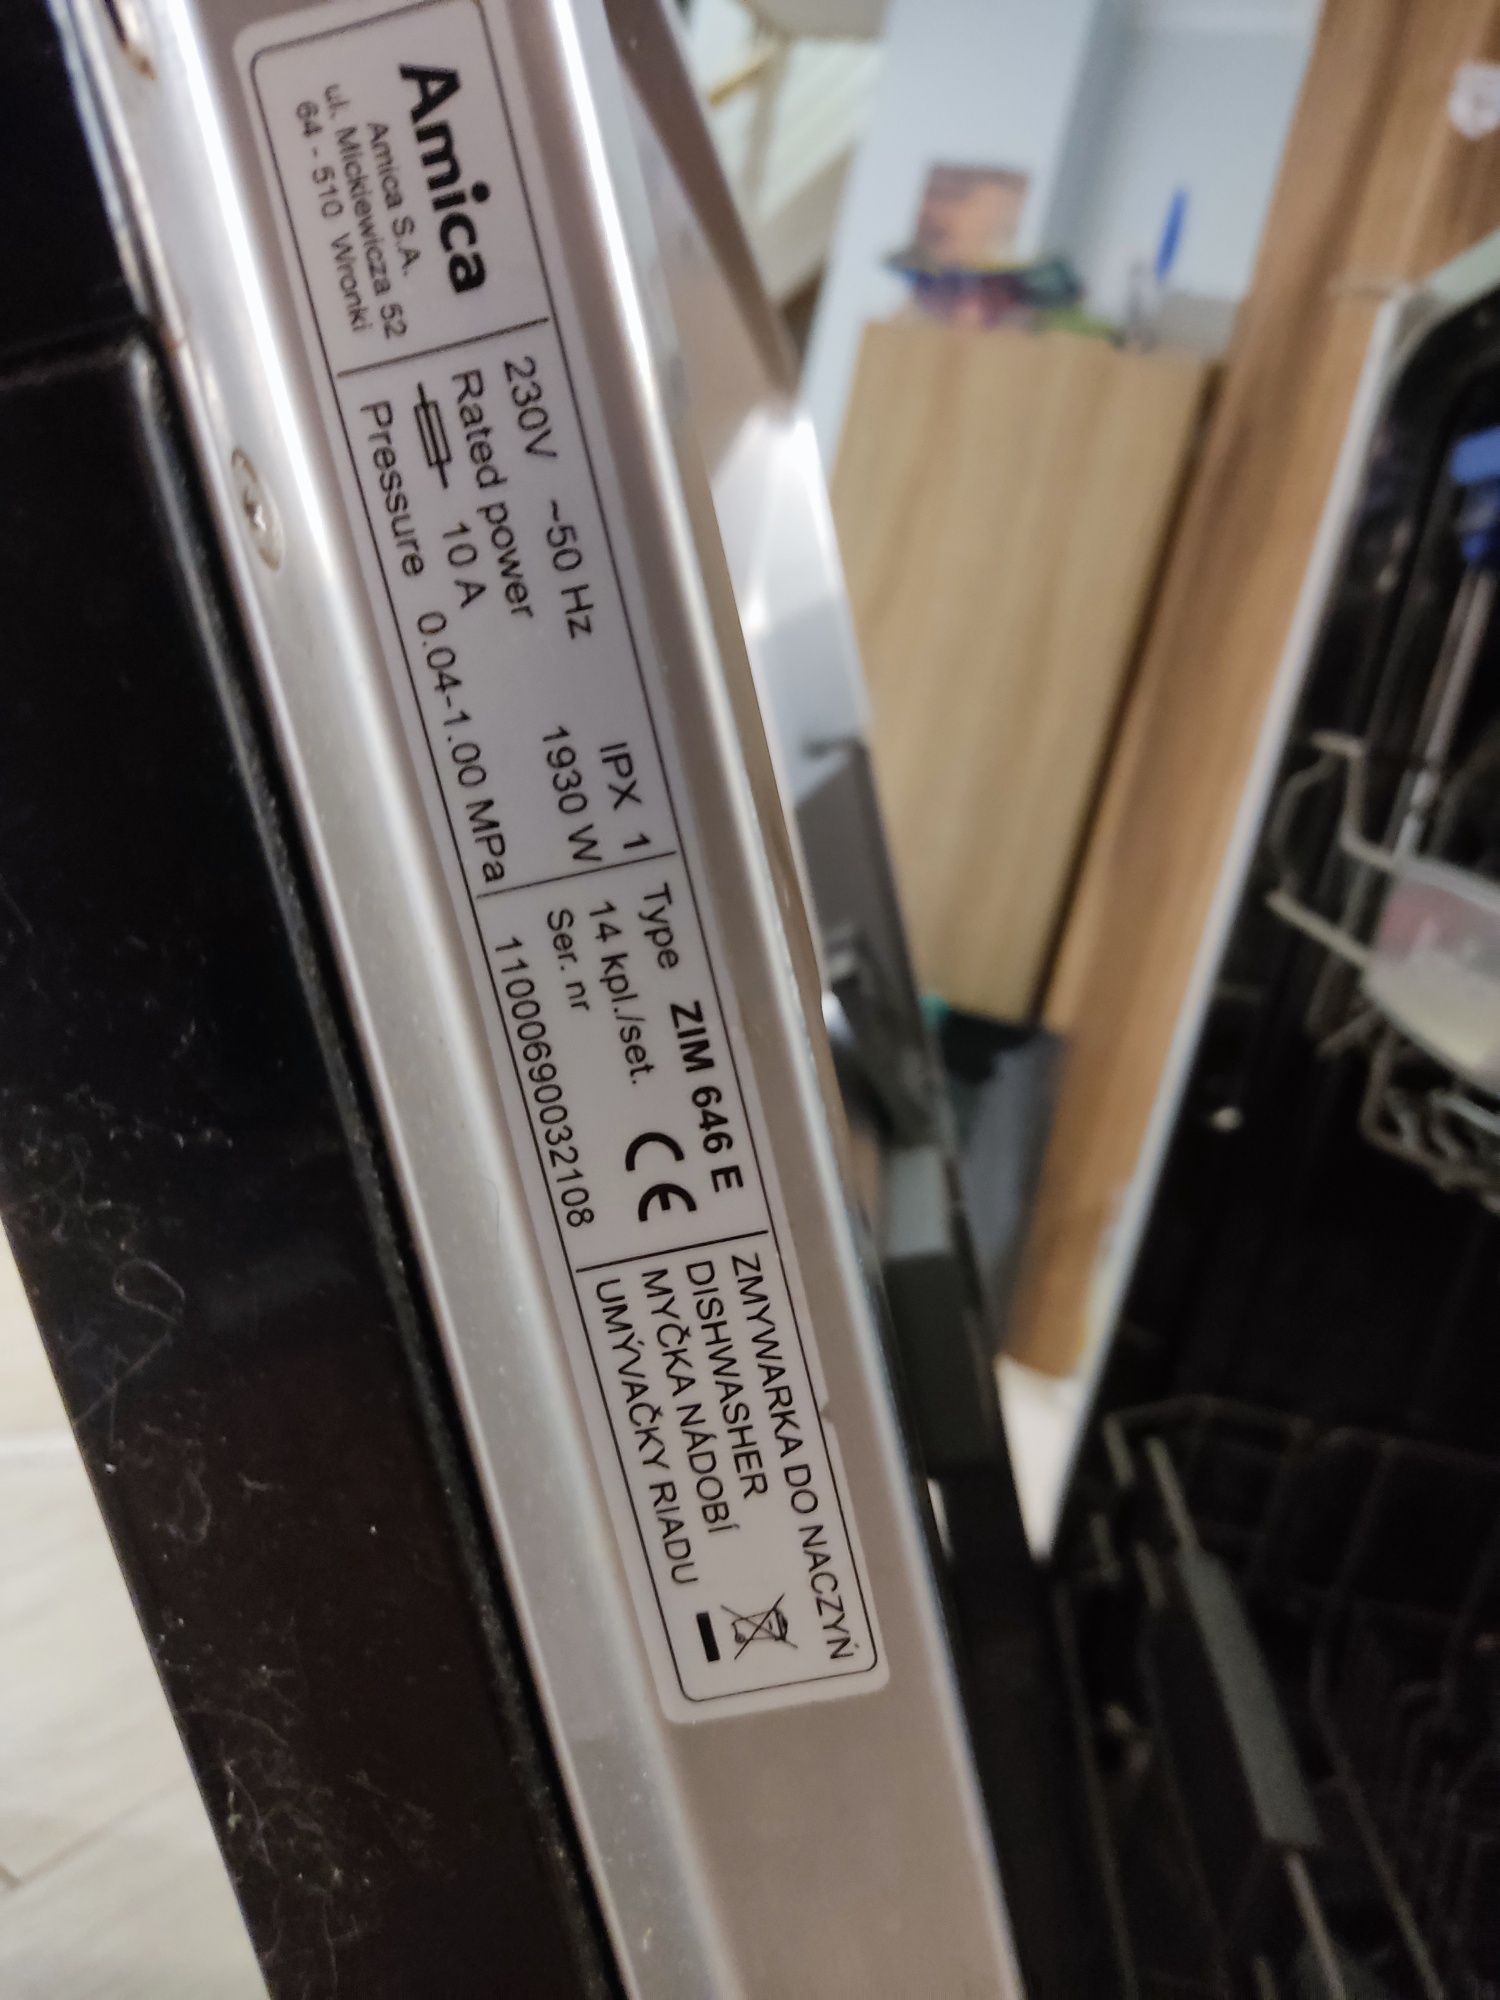 Amica
Amica S.A.
ul. Mickiewicza 52
64 - 510 Wronki
230V ~50 Hz IPX 1
Rated power 1930 W
10 A
Pressure 0.04-1.00 MPa
Type ZIM 646 E
14 kpl./set. CE
Ser. nr
11000690032108
ZMYWARKA DO NACZYŃ
DISHWASHER
MYČKA NÁDOBÍ
UMÝVAČKY RIADU